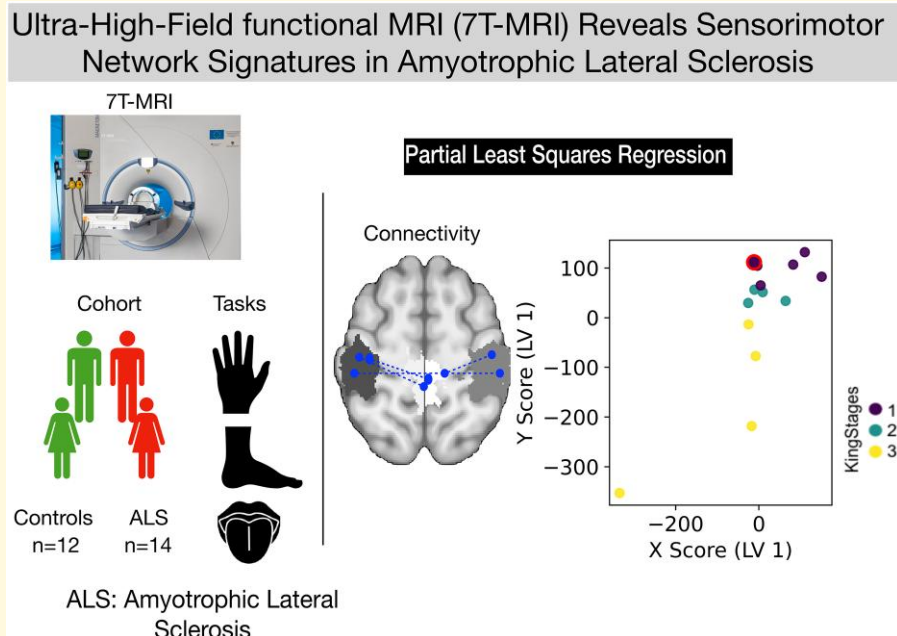 Ultra-High-Field functional MRI (7T-MRI) Reveals Sensorimotor
Network Signatures in Amyotrophic Lateral Sclerosis
7T-MRI
Cohort
Tasks
Controls
n=12
ALS
n=14
ALS: Amyotrophic Lateral
Sclerosis
Partial Least Squares Regression
Connectivity
Y Score (LV 1)
100
0
−100
−200
−300
−200
0
X Score (LV 1)
KingStages
1
2
3